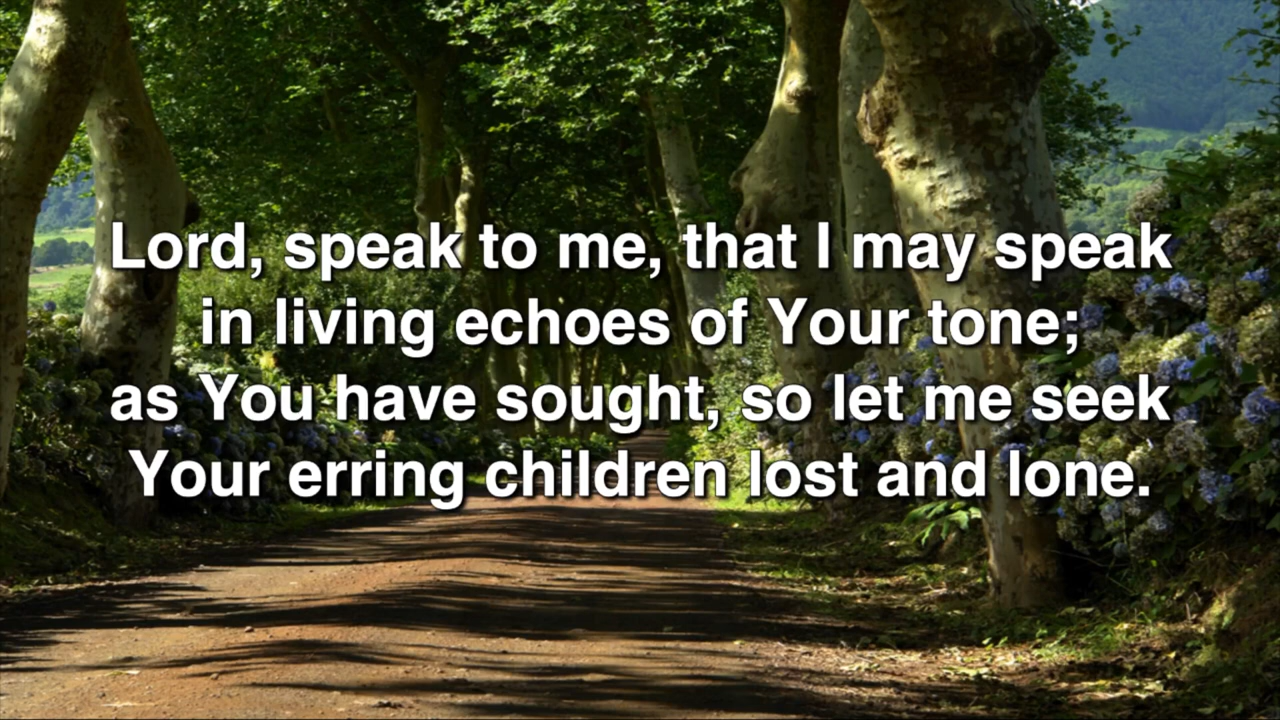 Lord, speak to me, that I may speak
in living echoes of Your tone;
as You have sought, so let me seek
Your erring children lost and lone.